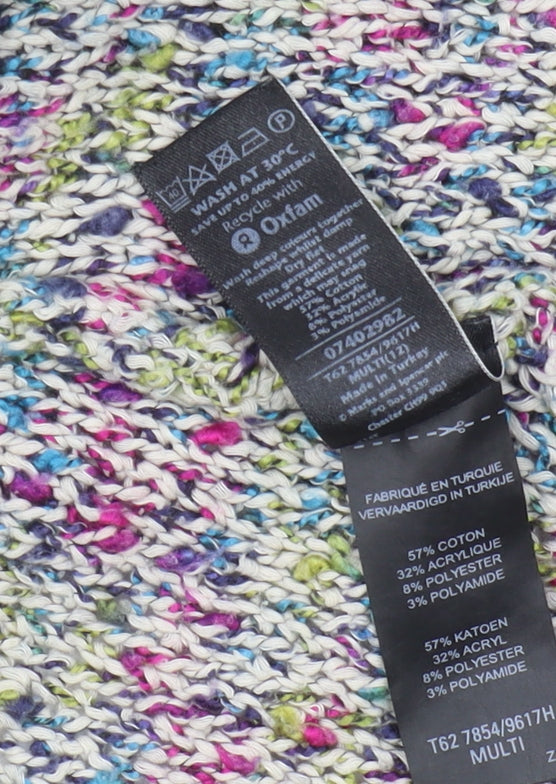 40 P
WASH AT 30°C
SAVE UP TO 40% ENERGY
Recycle with
Oxfam
Wash deep colours together
Reshape whilst damp
Dry flat
This garment is made
from a delicate yarn
which may snag
57% Cotton
32% Acrylic
8% Polyester
3% Polyamide
07402982
T62 7854/9617H
MULTI(12)
Made in Turkey
© Marks and Spencer plc
PO Box 3339
Chester CH99 9QS
FABRIQUÉ EN TURQUIE
VERVAARDIGD IN TURKIJE
57% COTON
32% ACRYLIQUE
8% POLYESTER
3% POLYAMIDE
57% KATOEN
32% ACRYL
8% POLYESTER
3% POLYAMIDE
T62 7854/9617H
MULTI